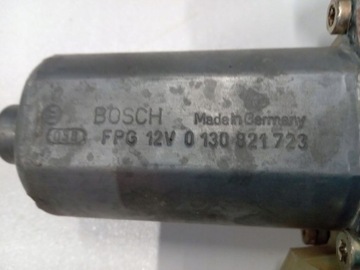 BOSCH Made in Germany
FPG 12V 0 130 821 723